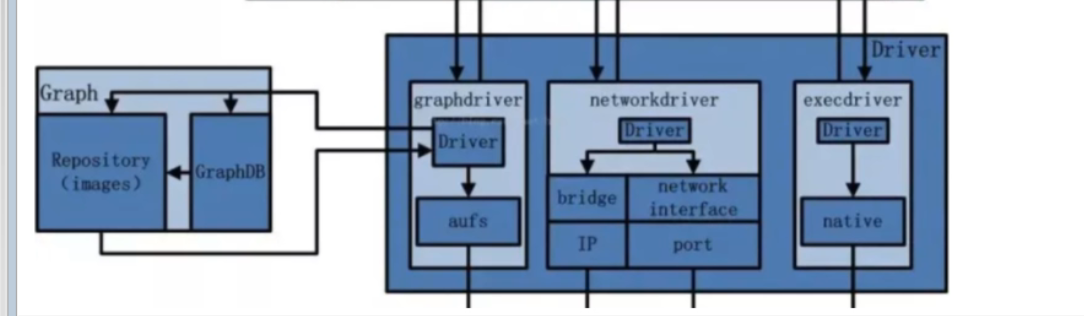 Driver
Graph
graphdriver
networkdriver
execdriver
Driver
Driver
Driver
Repository
(images)
GraphDB
bridge
network
interface
aufs
native
IP
port